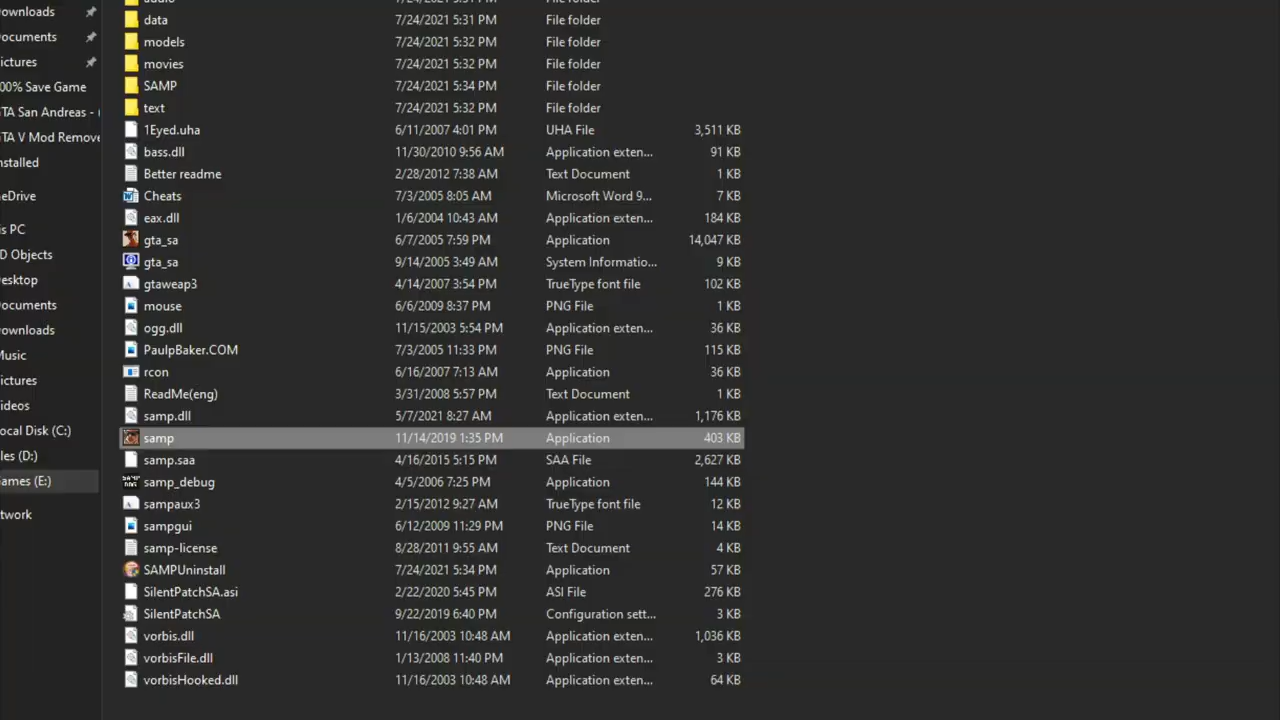 ownloads
ocuments
ictures
00% Save Game
TA San Andreas - (
TA V Mod Remove
nstalled
neDrive
is PC
D Objects
esktop
ocuments
ownloads
Music
ictures
ideos
ocal Disk (C:)
les (D:)
ames (E:)
twork
audio 7/24/2021 5:31 PM File folder
data 7/24/2021 5:31 PM File folder
models 7/24/2021 5:32 PM File folder
movies 7/24/2021 5:32 PM File folder
SAMP 7/24/2021 5:34 PM File folder
text 7/24/2021 5:32 PM File folder
1Eyed.uha 6/11/2007 4:01 PM UHA File 3,511 KB
bass.dll 11/30/2010 9:56 AM Application exten... 91 KB
Better readme 2/28/2012 7:38 AM Text Document 1 KB
Cheats 7/3/2005 8:05 AM Microsoft Word 9... 7 KB
eax.dll 1/6/2004 10:43 AM Application exten... 184 KB
gta_sa 6/7/2005 7:59 PM Application 14,047 KB
gta_sa 9/14/2005 3:49 AM System Informatio... 9 KB
gtaweap3 4/14/2007 3:54 PM TrueType font file 102 KB
mouse 6/6/2009 8:37 PM PNG File 1 KB
ogg.dll 11/15/2003 5:54 PM Application exten... 36 KB
PaulpBaker.COM 7/3/2005 11:33 PM PNG File 115 KB
rcon 6/16/2007 7:13 AM Application 36 KB
ReadMe(eng) 3/31/2008 5:57 PM Text Document 1 KB
samp.dll 5/7/2021 8:27 AM Application exten... 1,176 KB
samp 11/14/2019 1:35 PM Application 403 KB
samp.saa 4/16/2015 5:15 PM SAA File 2,627 KB
samp_debug 4/5/2006 7:25 PM Application 144 KB
sampaux3 2/15/2012 9:27 AM TrueType font file 12 KB
sampgui 6/12/2009 11:29 PM PNG File 14 KB
samp-license 8/28/2011 9:55 AM Text Document 4 KB
SAMPUninstall 7/24/2021 5:34 PM Application 57 KB
SilentPatchSA.asi 2/22/2020 5:45 PM ASI File 276 KB
SilentPatchSA 9/22/2019 6:40 PM Configuration sett... 3 KB
vorbis.dll 11/16/2003 10:48 AM Application exten... 1,036 KB
vorbisFile.dll 1/13/2008 11:40 PM Application exten... 3 KB
vorbisHooked.dll 11/16/2003 10:48 AM Application exten... 64 KB